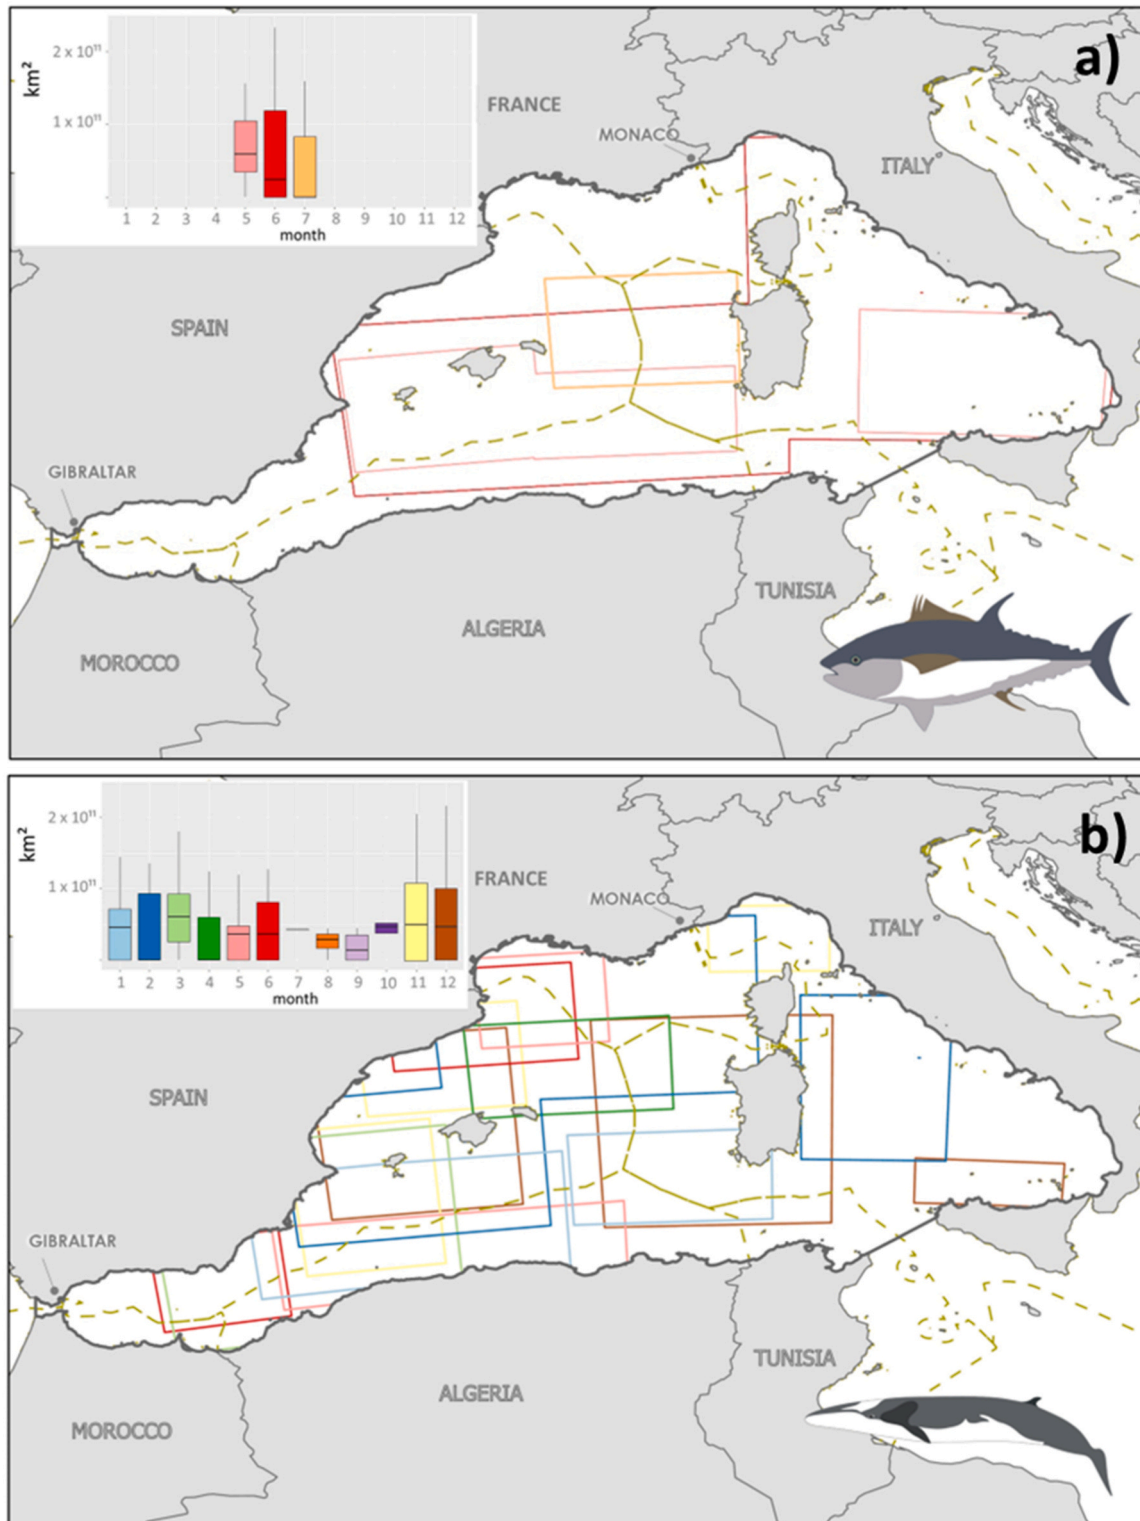 a)
2 x 10¹¹
km²
1 x 10¹¹
1 2 3 4 5 6 7 8 9 10 11 12
month
FRANCE
MONACO
ITALY
SPAIN
GIBRALTAR
TUNISIA
ALGERIA
MOROCCO
b)
2 x 10¹¹
km²
1 x 10¹¹
1 2 3 4 5 6 7 8 9 10 11 12
month
FRANCE
MONACO
ITALY
SPAIN
GIBRALTAR
TUNISIA
ALGERIA
MOROCCO